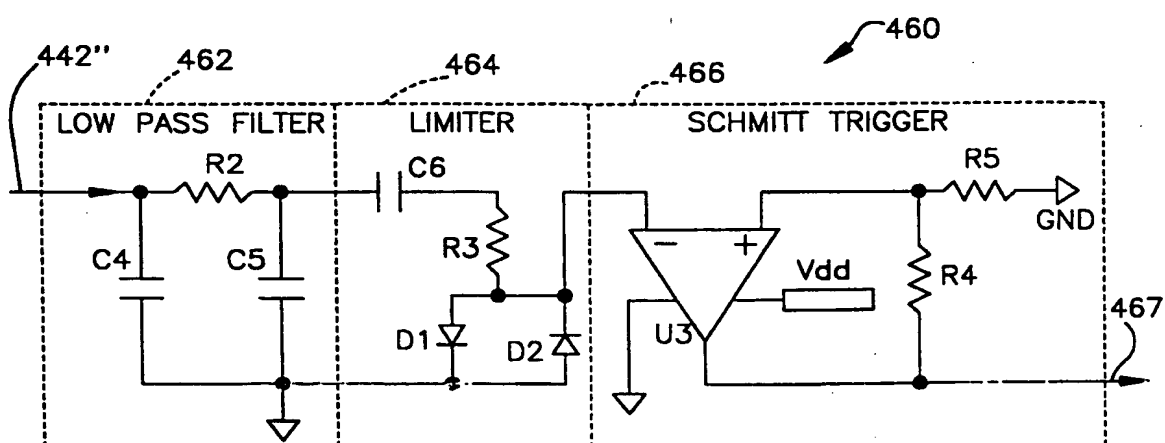 442"
462
464
466
460
LOW PASS FILTER
LIMITER
SCHMITT TRIGGER
R2
C6
R5
GND
C4
C5
R3
−
+
Vdd
R4
D1
D2
U3
467